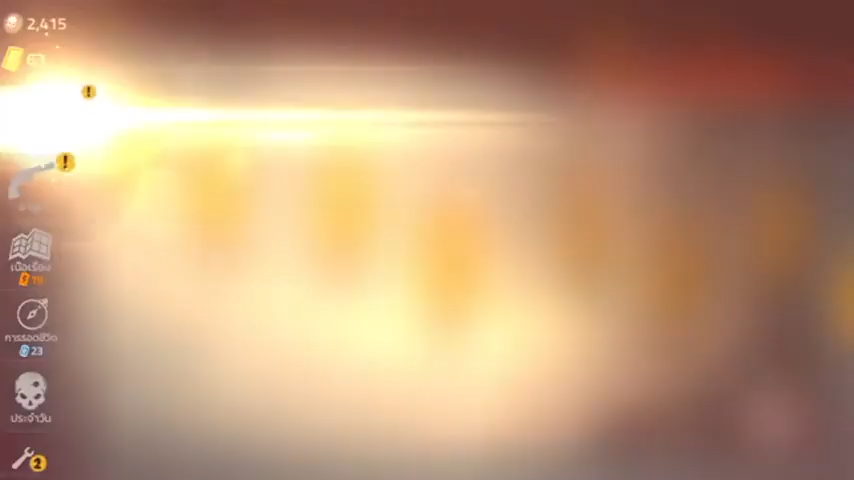 2,415
!
!
เนื้อเรื่อง
19
การรอดชีวิต
23
ประจำวัน
2